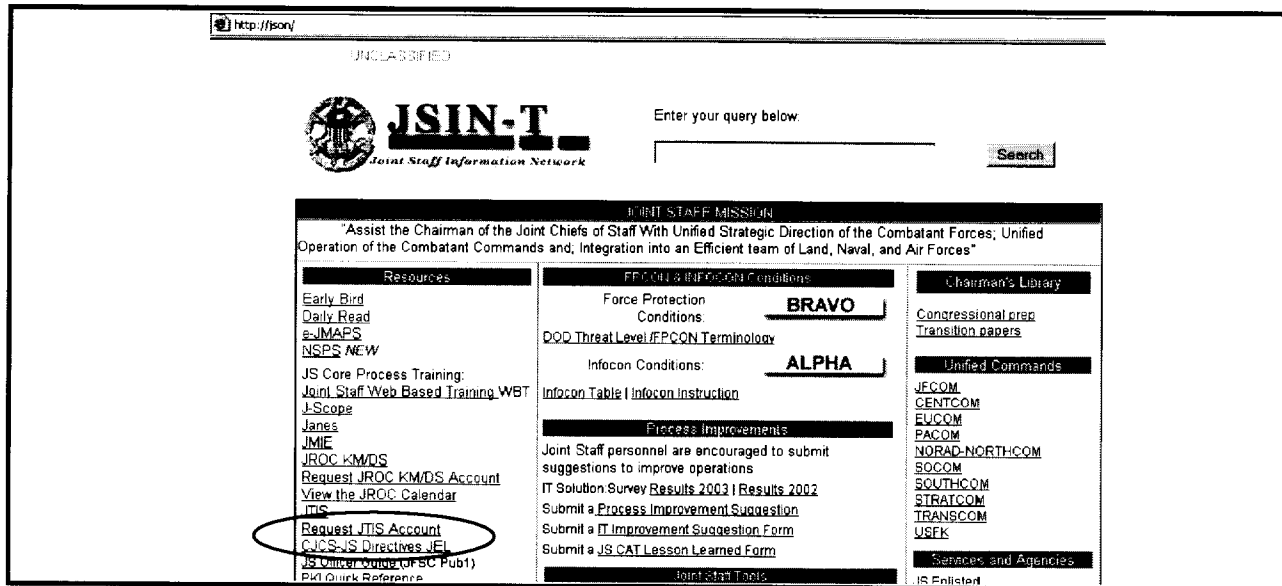 http://json/
UNCLASSIFIED
JSIN-T
Joint Staff Information Network
Enter your query below:
Search
JOINT STAFF MISSION
"Assist the Chairman of the Joint Chiefs of Staff With Unified Strategic Direction of the Combatant Forces; Unified
Operation of the Combatant Commands and; Integration into an Efficient team of Land, Naval, and Air Forces"
Resources
Early Bird
Daily Read
e-JMAPS
NSPS NEW
JS Core Process Training:
Joint Staff Web Based Training WBT
J-Scope
Janes
JMIE
JROC KM/DS
Request JROC KM/DS Account
View the JROC Calendar
JTIS
Request JTIS Account
CJCS-JS Directives JEL
JS Officer Guide (JFSC Pub1)
PKI Quick Reference
FPCON & INFOCON Conditions
Force Protection
Conditions:
BRAVO
DOD Threat Level /FPCON Terminology
Infocon Conditions:
ALPHA
Infocon Table | Infocon Instruction
Process Improvements
Joint Staff personnel are encouraged to submit
suggestions to improve operations
IT Solution:Survey Results 2003 | Results 2002
Submit a Process Improvement Suggestion
Submit a IT Improvement Suggestion Form
Submit a JS CAT Lesson Learned Form
Joint Staff Tools
Chairman's Library
Congressional prep
Transition papers
Unified Commands
JFCOM
CENTCOM
EUCOM
PACOM
NORAD-NORTHCOM
SOCOM
SOUTHCOM
STRATCOM
TRANSCOM
USFK
Services and Agencies
JS Enlisted